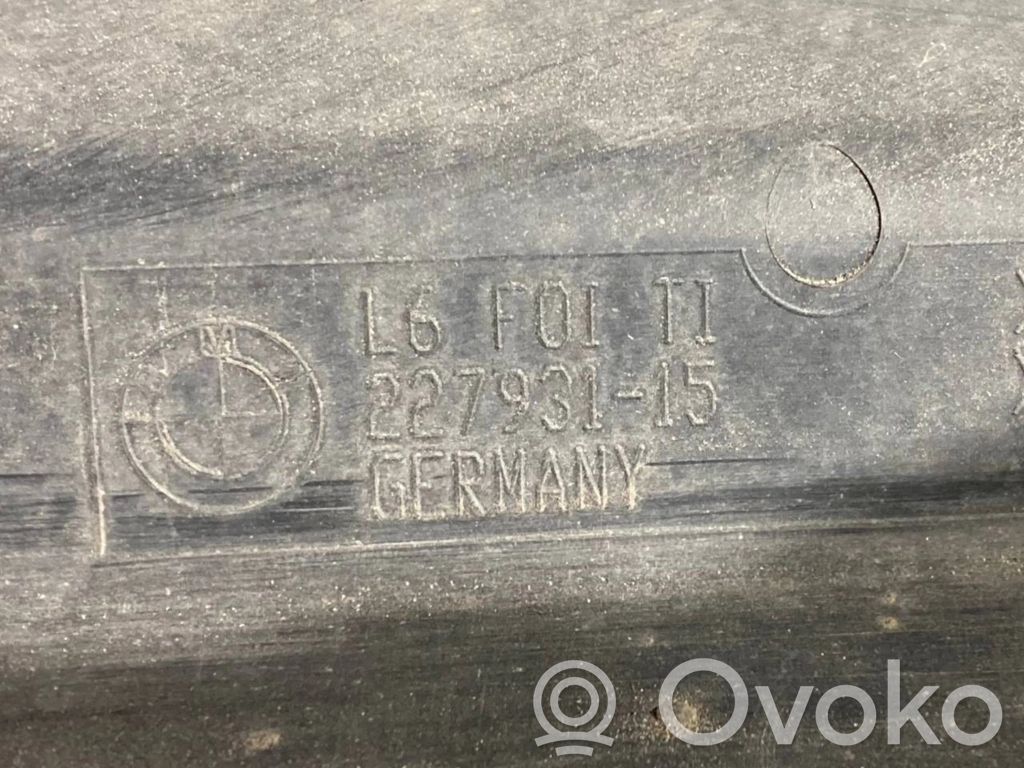 L6 F01 TI
227931-15
GERMANY
Ovoko